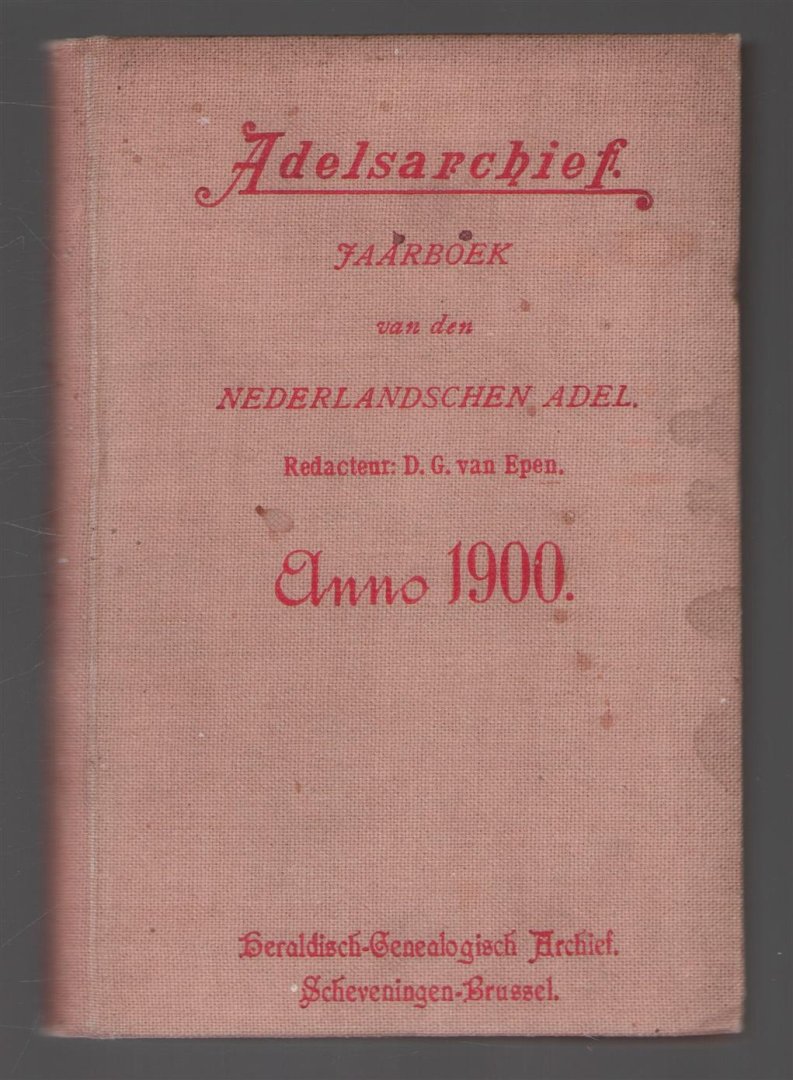 Adelsarchief.
JAARBOEK
van den
NEDERLANDSCHEN ADEL.
Redacteur: D. G. van Epen.
Anno 1900.
Heraldisch-Genealogisch Archief.
Scheveningen-Brussel.